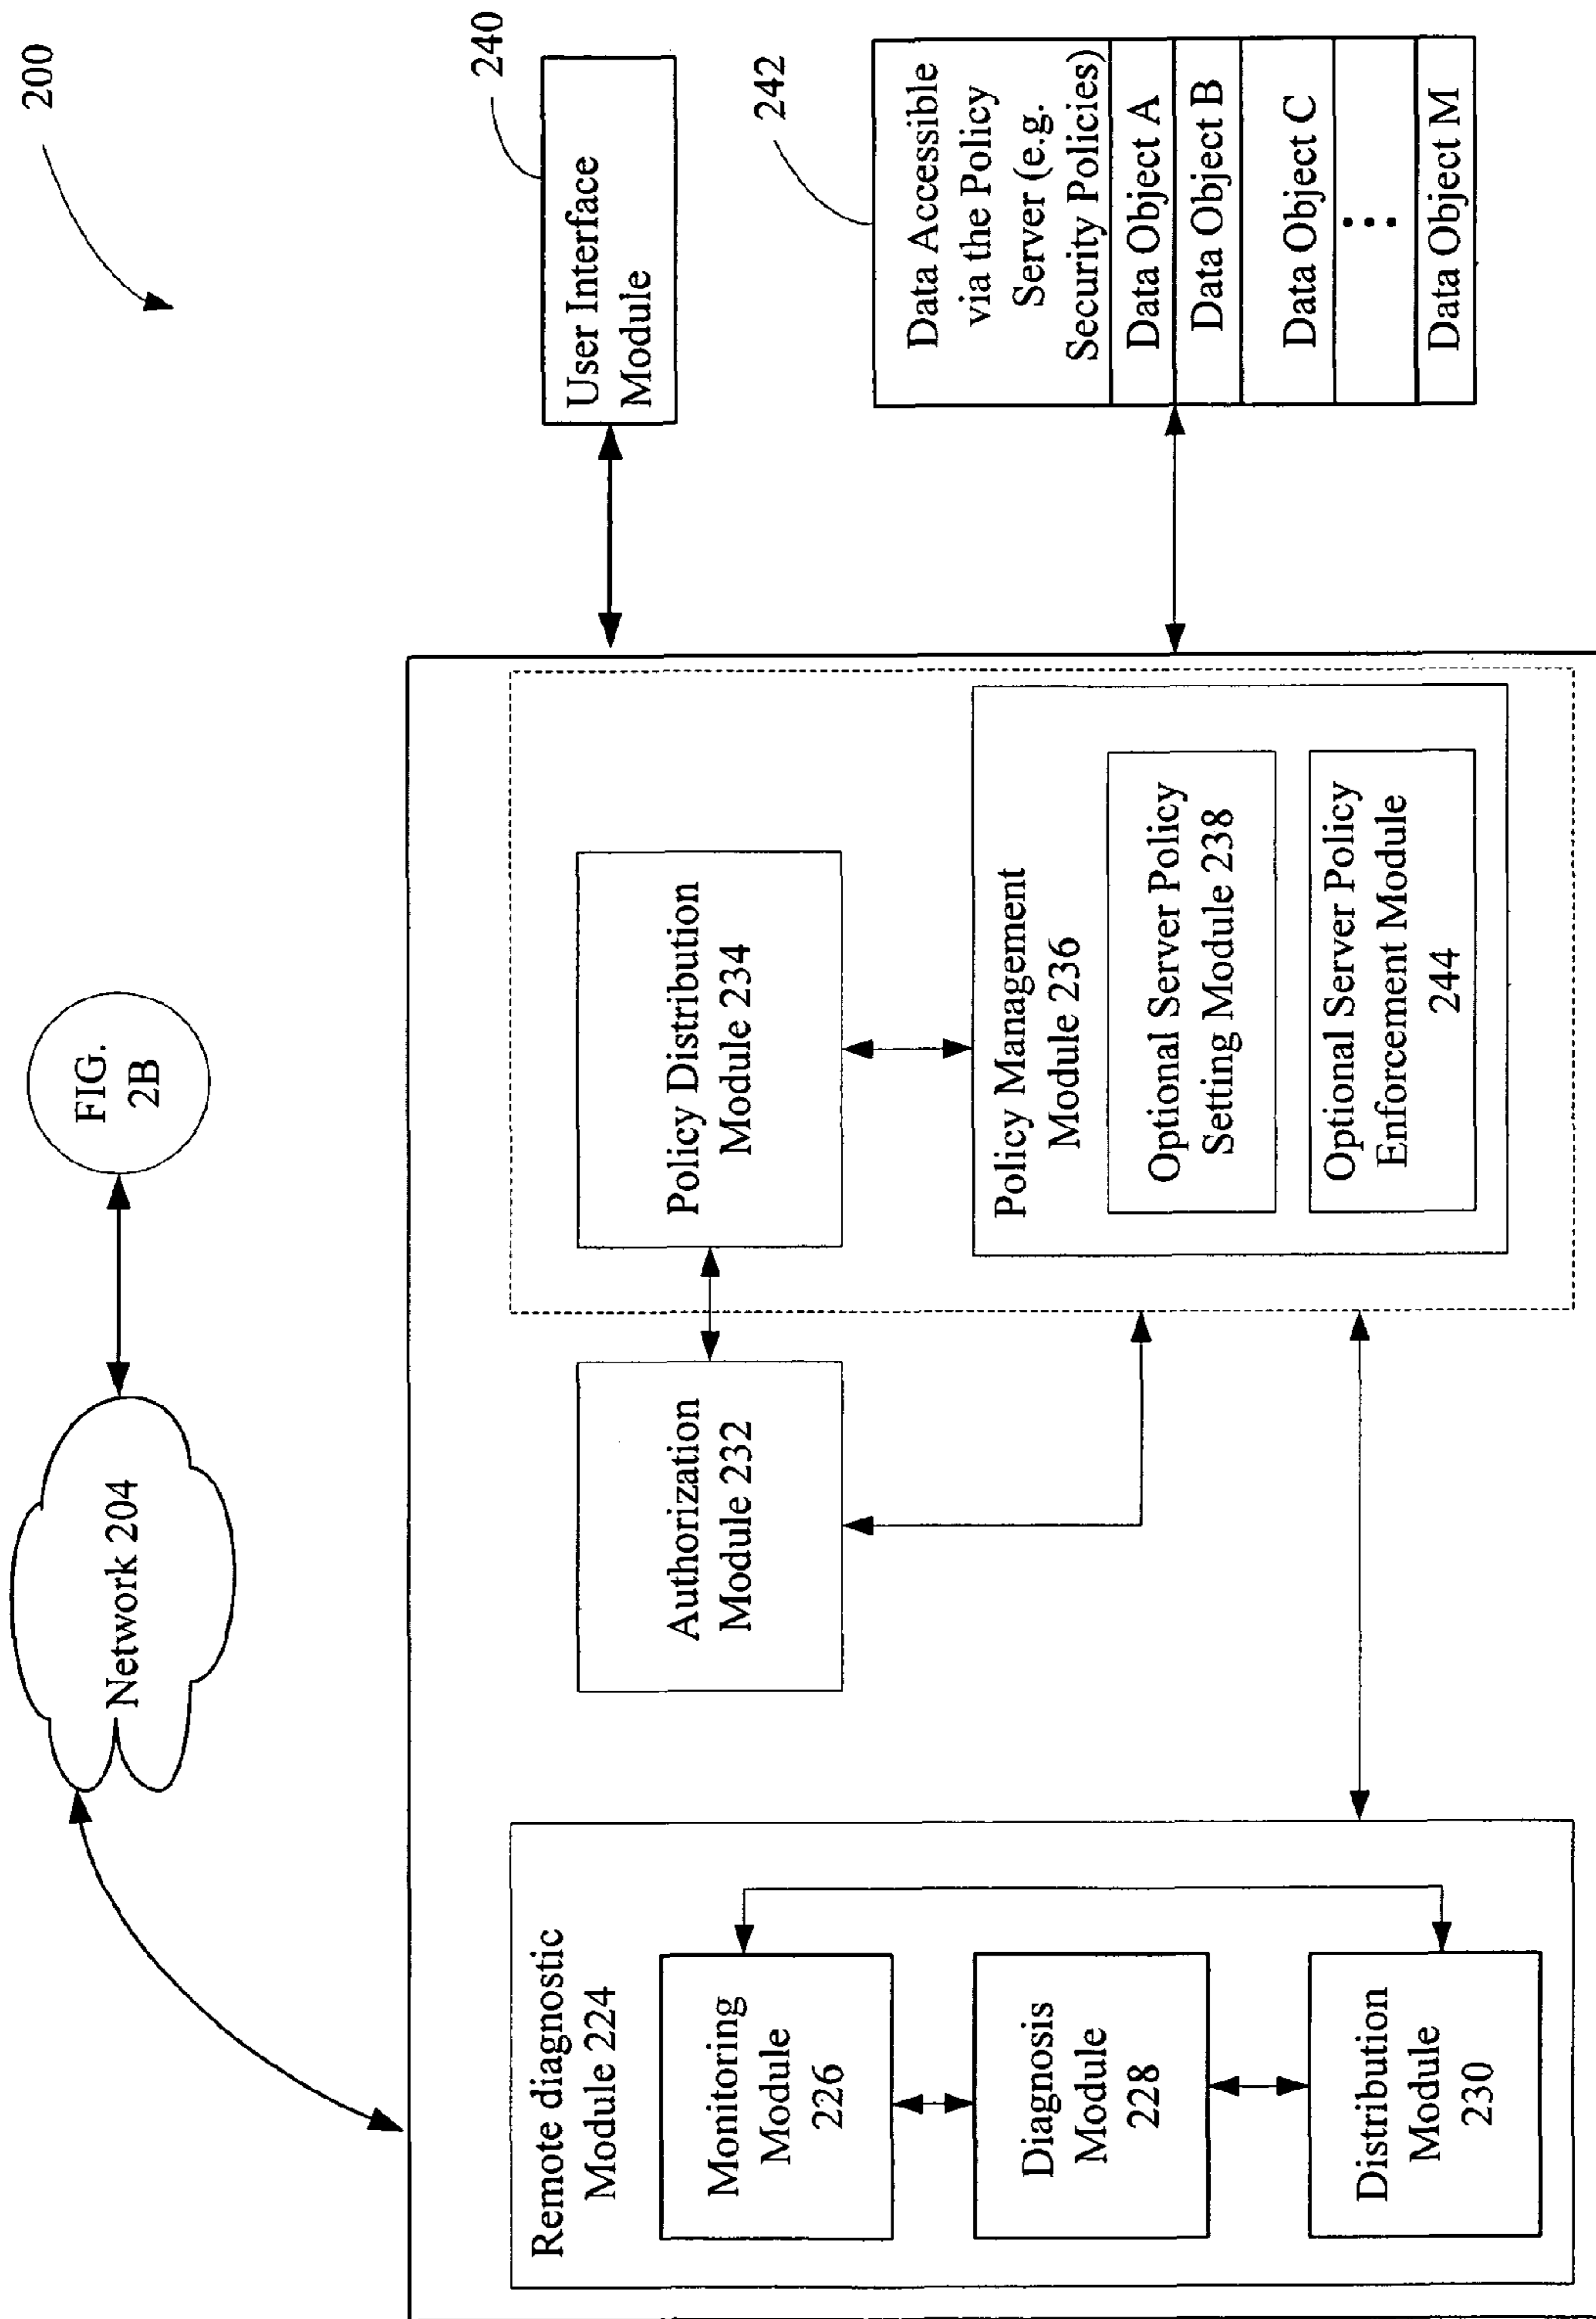 200
Network 204
FIG.
2B
240
User Interface
Module
242
Data Accessible
via the Policy
Server (e.g.
Security Policies)
Data Object A
Data Object B
Data Object C
⋮
Data Object M
Remote diagnostic
Module 224
Monitoring
Module
226
Diagnosis
Module
228
Distribution
Module
230
Authorization
Module 232
Policy Distribution
Module 234
Policy Management
Module 236
Optional Server Policy
Setting Module 238
Optional Server Policy
Enforcement Module
244